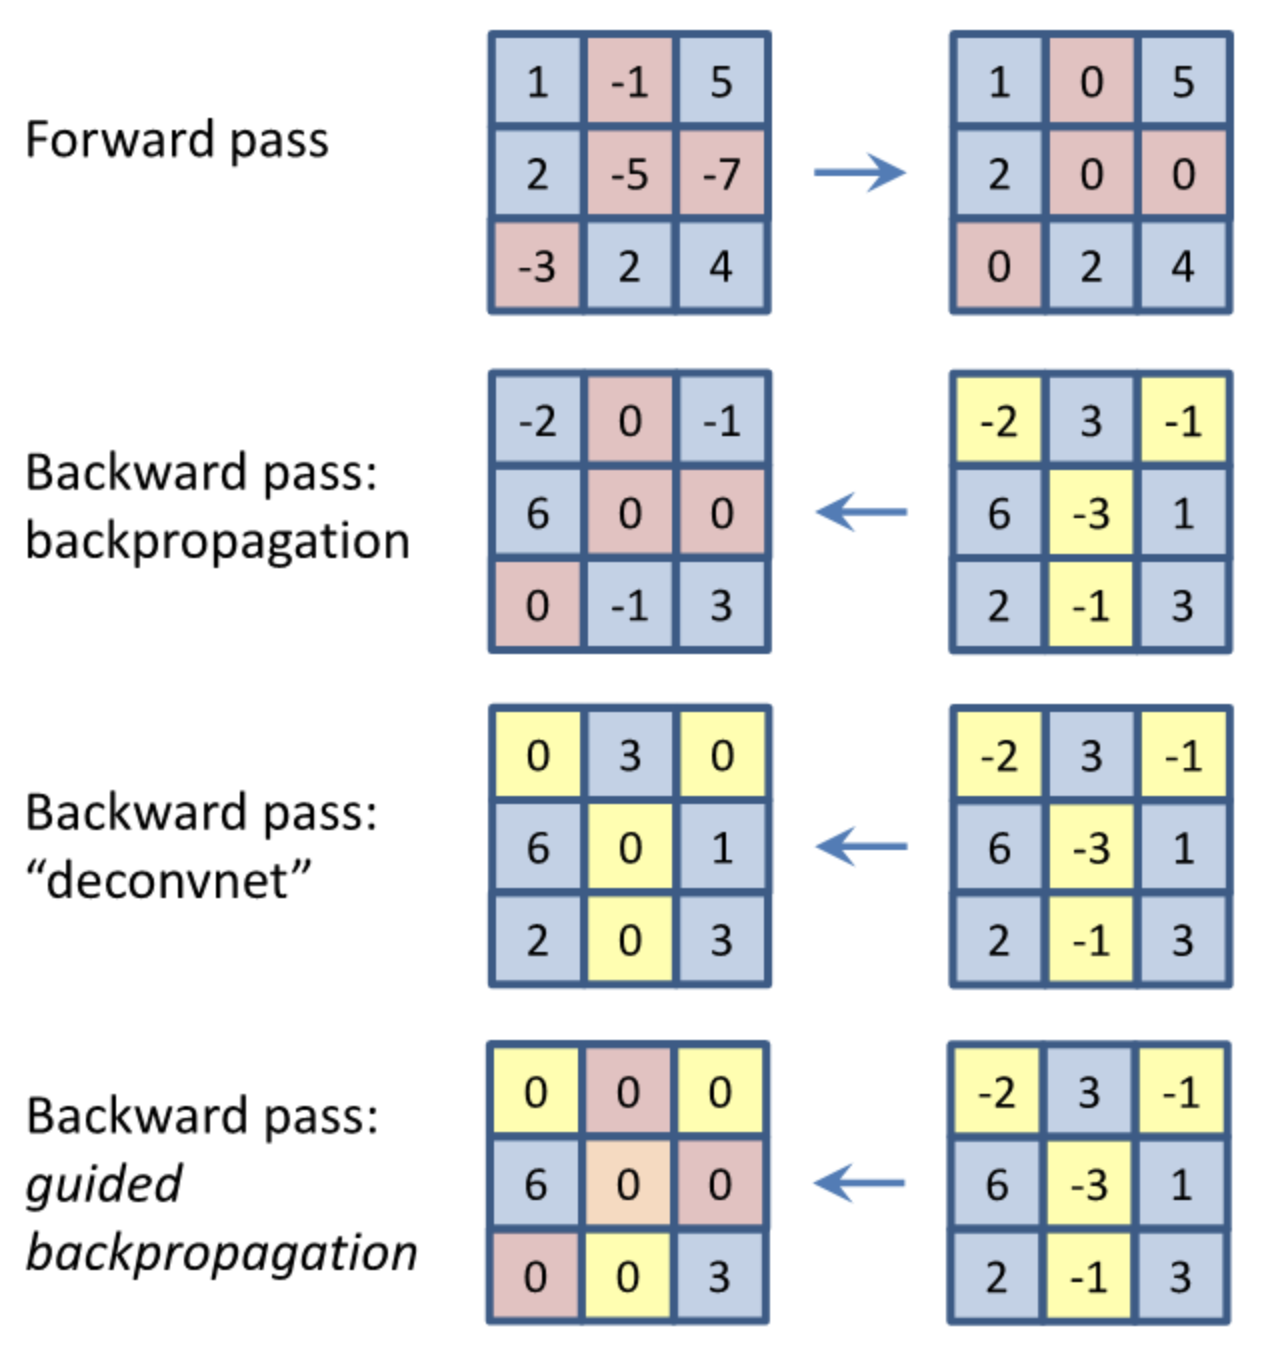 Forward pass
1 -1 5 1 0 5
2 -5 -7 2 0 0
-3 2 4 0 2 4
Backward pass:
backpropagation
-2 0 -1 -2 3 -1
6 0 0 6 -3 1
0 -1 3 2 -1 3
Backward pass:
“deconvnet”
0 3 0 -2 3 -1
6 0 1 6 -3 1
2 0 3 2 -1 3
Backward pass:
guided
backpropagation
0 0 0 -2 3 -1
6 0 0 6 -3 1
0 0 3 2 -1 3